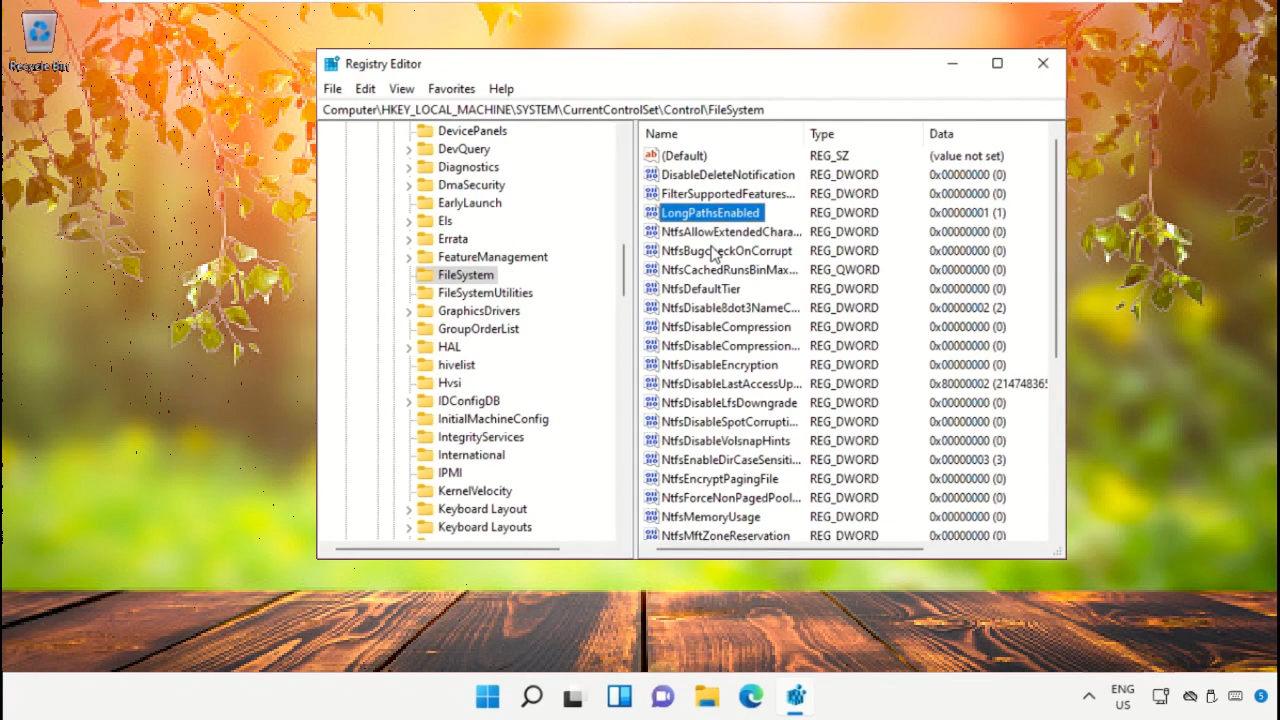 Recycle Bin
Registry Editor
File Edit View Favorites Help
Computer\HKEY_LOCAL_MACHINE\SYSTEM\CurrentControlSet\Control\FileSystem
DevicePanels
DevQuery
Diagnostics
DmaSecurity
EarlyLaunch
Els
Errata
FeatureManagement
FileSystem
FileSystemUtilities
GraphicsDrivers
GroupOrderList
HAL
hivelist
Hvsi
IDConfigDB
InitialMachineConfig
IntegrityServices
International
IPMI
KernelVelocity
Keyboard Layout
Keyboard Layouts
Name Type Data
ab (Default) REG_SZ (value not set)
DisableDeleteNotification REG_DWORD 0x00000000 (0)
FilterSupportedFeatures... REG_DWORD 0x00000000 (0)
LongPathsEnabled REG_DWORD 0x00000001 (1)
NtfsAllowExtendedChara... REG_DWORD 0x00000000 (0)
NtfsBugcheckOnCorrupt REG_DWORD 0x00000000 (0)
NtfsCachedRunsBinMax... REG_QWORD 0x00000000 (0)
NtfsDefaultTier REG_DWORD 0x00000000 (0)
NtfsDisable8dot3NameC... REG_DWORD 0x00000002 (2)
NtfsDisableCompression REG_DWORD 0x00000000 (0)
NtfsDisableCompression... REG_DWORD 0x00000000 (0)
NtfsDisableEncryption REG_DWORD 0x00000000 (0)
NtfsDisableLastAccessUp... REG_DWORD 0x80000002 (214748365
NtfsDisableLfsDowngrade REG_DWORD 0x00000000 (0)
NtfsDisableSpotCorrupti... REG_DWORD 0x00000000 (0)
NtfsDisableVolsnapHints REG_DWORD 0x00000000 (0)
NtfsEnableDirCaseSensiti... REG_DWORD 0x00000003 (3)
NtfsEncryptPagingFile REG_DWORD 0x00000000 (0)
NtfsForceNonPagedPool... REG_DWORD 0x00000000 (0)
NtfsMemoryUsage REG_DWORD 0x00000000 (0)
NtfsMftZoneReservation REG_DWORD 0x00000000 (0)
ENG
US
5